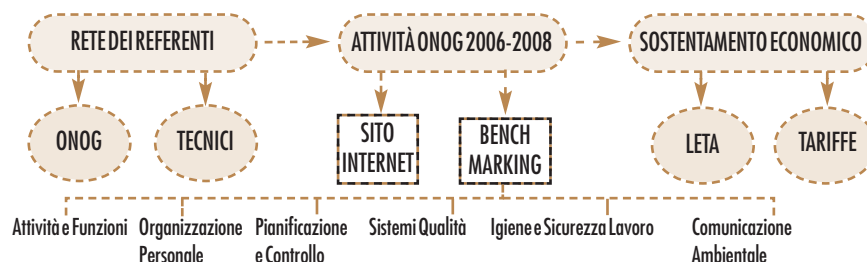 RETE DEI REFERENTI
ATTIVITÀ ONOG 2006-2008
SOSTENTAMENTO ECONOMICO
ONOG
TECNICI
SITO
INTERNET
BENCH
MARKING
LETA
TARIFFE
Attività e Funzioni
Organizzazione
Personale
Pianificazione
e Controllo
Sistemi Qualità
Igiene e Sicurezza Lavoro
Comunicazione
Ambientale